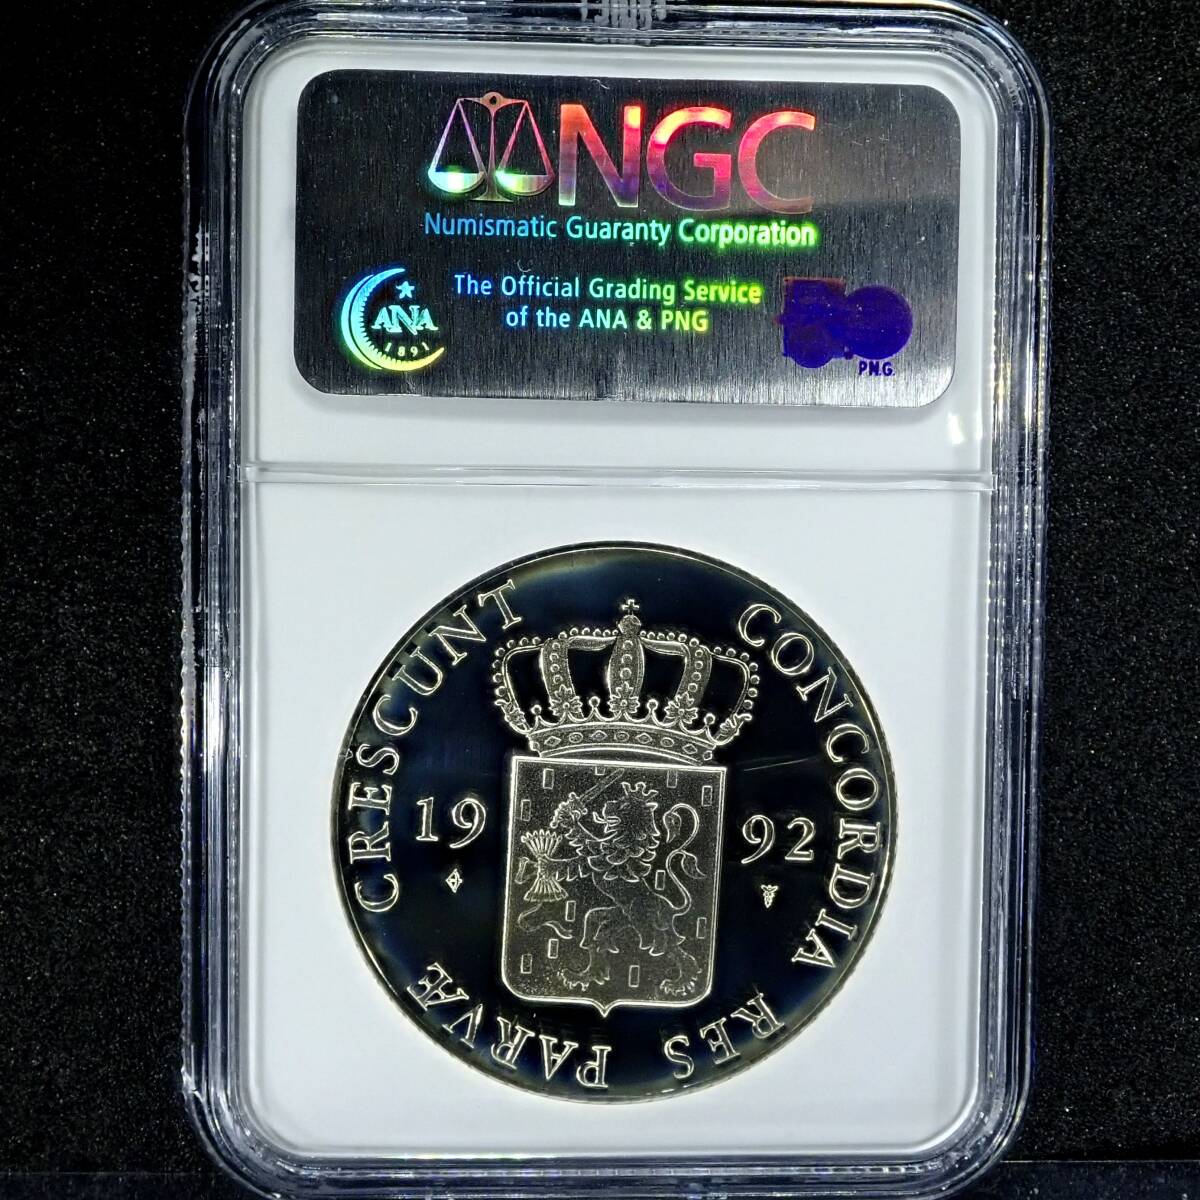 NGC
Numismatic Guaranty Corporation
The Official Grading Service
of the ANA & PNG
ANA
1891
P.N.G.
CONCORDIA RES PARVÆ CRESCUNT
19 92